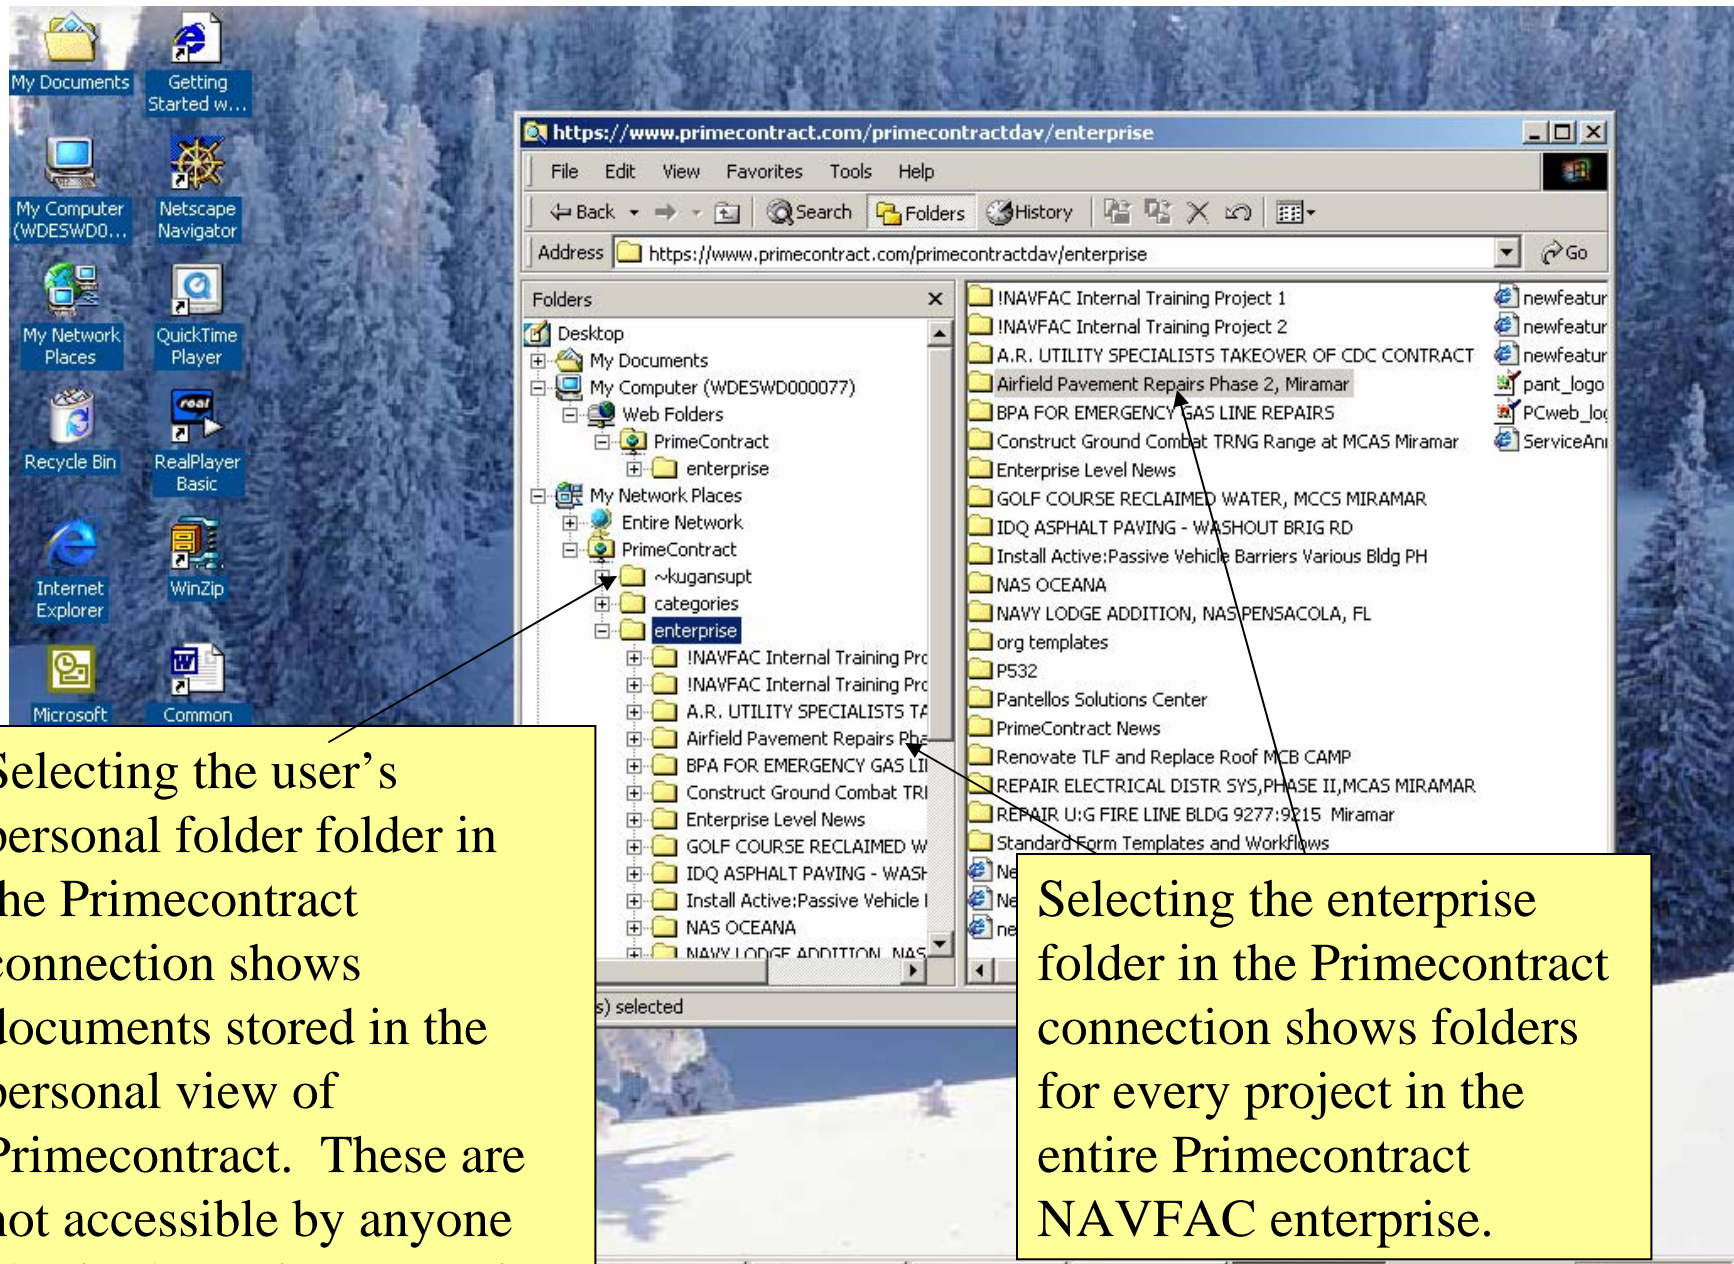 My Documents
Getting
Started w...
My Computer
(WDESWD0...
Netscape
Navigator
My Network
Places
QuickTime
Player
Recycle Bin
RealPlayer
Basic
Internet
Explorer
WinZip
Microsoft
Common
https://www.primecontract.com/primecontractdav/enterprise
File Edit View Favorites Tools Help
Back Search Folders History
Address https://www.primecontract.com/primecontractdav/enterprise Go
Folders
Desktop
My Documents
My Computer (WDESWD000077)
Web Folders
PrimeContract
enterprise
My Network Places
Entire Network
PrimeContract
~kugansupt
categories
enterprise
!NAVFAC Internal Training Pro
!NAVFAC Internal Training Pro
A.R. UTILITY SPECIALISTS TA
Airfield Pavement Repairs Pha
BPA FOR EMERGENCY GAS LI
Construct Ground Combat TR
Enterprise Level News
GOLF COURSE RECLAIMED W
IDQ ASPHALT PAVING - WASH
Install Active:Passive Vehicle
NAS OCEANA
NAVY LODGE ADDITION, NAS
s) selected
!NAVFAC Internal Training Project 1
!NAVFAC Internal Training Project 2
A.R. UTILITY SPECIALISTS TAKEOVER OF CDC CONTRACT
Airfield Pavement Repairs Phase 2, Miramar
BPA FOR EMERGENCY GAS LINE REPAIRS
Construct Ground Combat TRNG Range at MCAS Miramar
Enterprise Level News
GOLF COURSE RECLAIMED WATER, MCCS MIRAMAR
IDQ ASPHALT PAVING - WASHOUT BRIG RD
Install Active:Passive Vehicle Barriers Various Bldg PH
NAS OCEANA
NAVY LODGE ADDITION, NAS PENSACOLA, FL
org templates
P532
Pantellos Solutions Center
PrimeContract News
Renovate TLF and Replace Roof MCB CAMP
REPAIR ELECTRICAL DISTR SYS,PHASE II,MCAS MIRAMAR
REPAIR U:G FIRE LINE BLDG 9277:9215 Miramar
Standard Form Templates and Workflows
Ne
Ne
ne
newfeatur
newfeatur
newfeatur
pant_logo
PCweb_log
ServiceAnn
Selecting the user's
personal folder folder in
the Primecontract
connection shows
documents stored in the
personal view of
Primecontract. These are
not accessible by anyone
Selecting the enterprise
folder in the Primecontract
connection shows folders
for every project in the
entire Primecontract
NAVFAC enterprise.